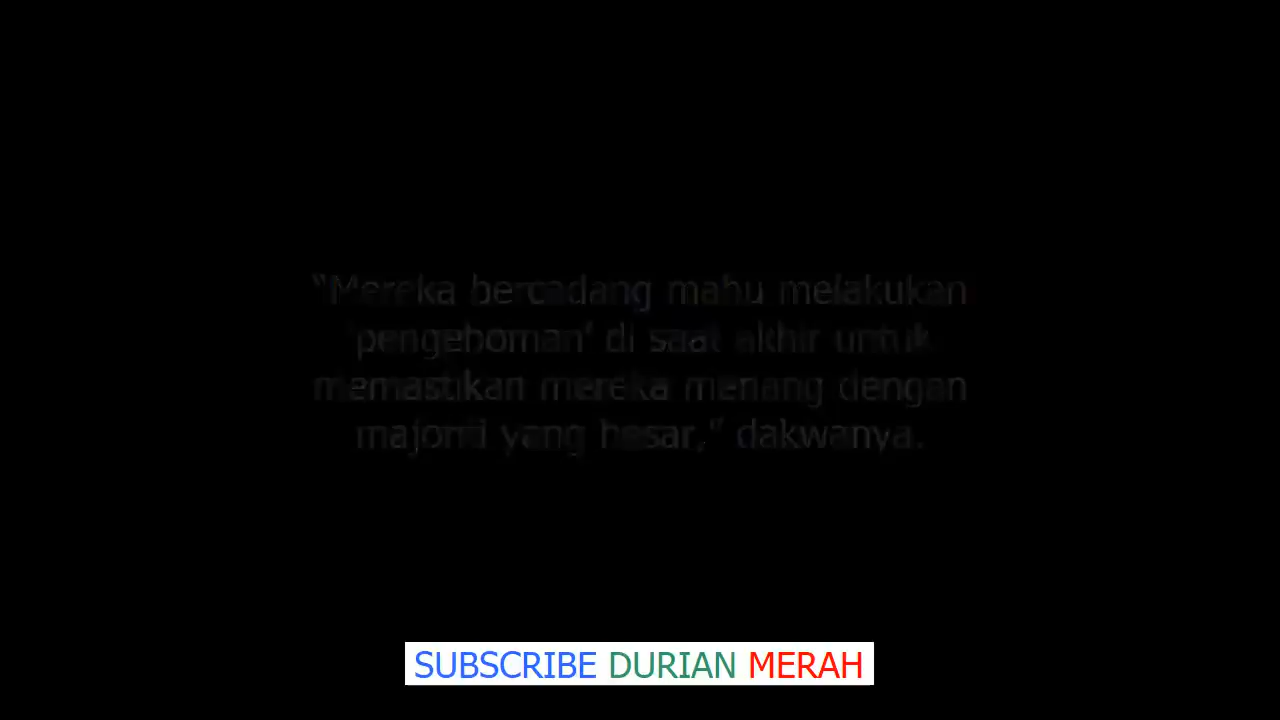 “Mereka bercadang mahu melakukan
‘pengeboman’ di saat akhir untuk
memastikan mereka menang dengan
majoriti yang besar,” dakwanya.
SUBSCRIBE DURIAN MERAH